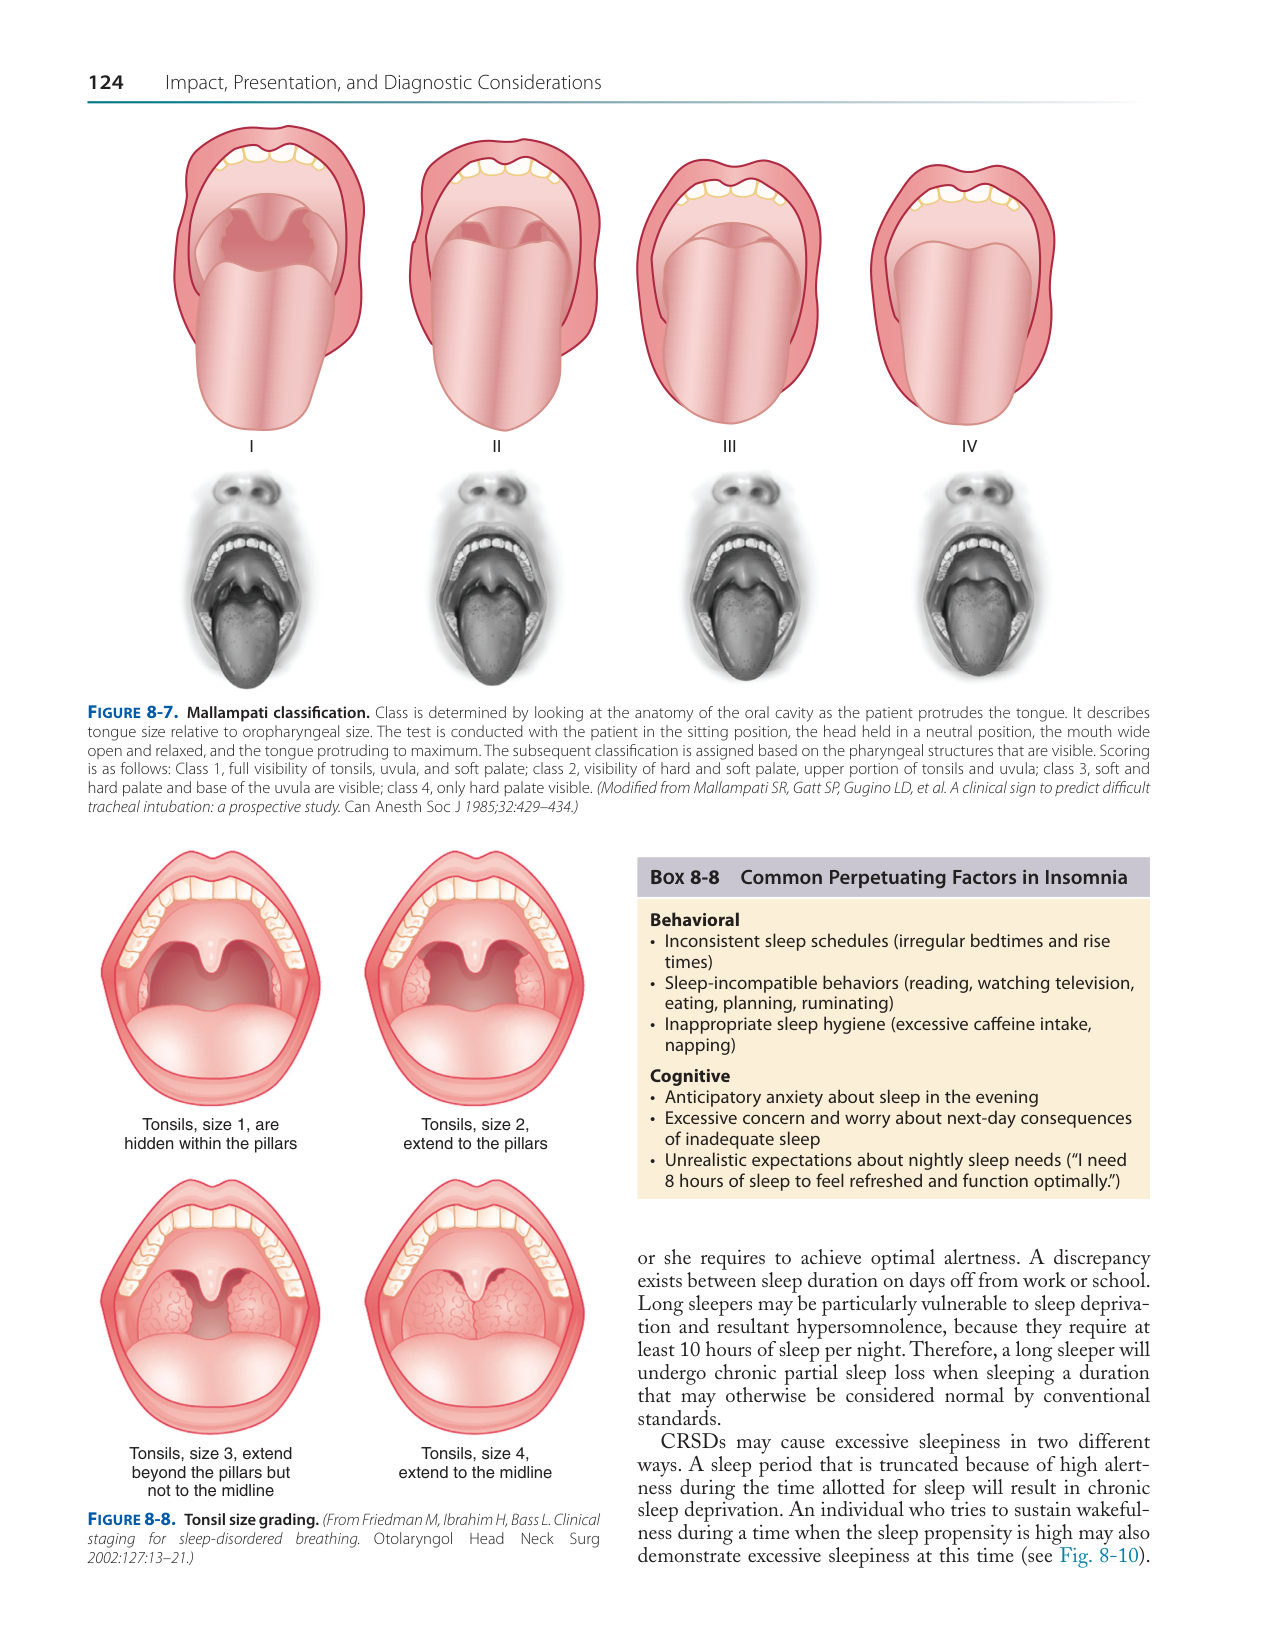 124 Impact, Presentation, and Diagnostic Considerations
I II III IV
FIGURE 8-7. Mallampati classification. Class is determined by looking at the anatomy of the oral cavity as the patient protrudes the tongue. It describes
tongue size relative to oropharyngeal size. The test is conducted with the patient in the sitting position, the head held in a neutral position, the mouth wide
open and relaxed, and the tongue protruding to maximum. The subsequent classification is assigned based on the pharyngeal structures that are visible. Scoring
is as follows: Class 1, full visibility of tonsils, uvula, and soft palate; class 2, visibility of hard and soft palate, upper portion of tonsils and uvula; class 3, soft and
hard palate and base of the uvula are visible; class 4, only hard palate visible. (Modified from Mallampati SR, Gatt SP, Gugino LD, et al. A clinical sign to predict difficult
tracheal intubation: a prospective study. Can Anesth Soc J 1985;32:429–434.)
Tonsils, size 1, are
hidden within the pillars
Tonsils, size 2,
extend to the pillars
Tonsils, size 3, extend
beyond the pillars but
not to the midline
Tonsils, size 4,
extend to the midline
FIGURE 8-8. Tonsil size grading. (From Friedman M, Ibrahim H, Bass L. Clinical
staging for sleep-disordered breathing. Otolaryngol Head Neck Surg
2002:127:13–21.)
BOX 8-8 Common Perpetuating Factors in Insomnia
Behavioral
• Inconsistent sleep schedules (irregular bedtimes and rise
times)
• Sleep-incompatible behaviors (reading, watching television,
eating, planning, ruminating)
• Inappropriate sleep hygiene (excessive caffeine intake,
napping)
Cognitive
• Anticipatory anxiety about sleep in the evening
• Excessive concern and worry about next-day consequences
of inadequate sleep
• Unrealistic expectations about nightly sleep needs (“I need
8 hours of sleep to feel refreshed and function optimally.”)
or she requires to achieve optimal alertness. A discrepancy
exists between sleep duration on days off from work or school.
Long sleepers may be particularly vulnerable to sleep depriva-
tion and resultant hypersomnolence, because they require at
least 10 hours of sleep per night. Therefore, a long sleeper will
undergo chronic partial sleep loss when sleeping a duration
that may otherwise be considered normal by conventional
standards.
CRSDs may cause excessive sleepiness in two different
ways. A sleep period that is truncated because of high alert-
ness during the time allotted for sleep will result in chronic
sleep deprivation. An individual who tries to sustain wakeful-
ness during a time when the sleep propensity is high may also
demonstrate excessive sleepiness at this time (see Fig. 8-10).